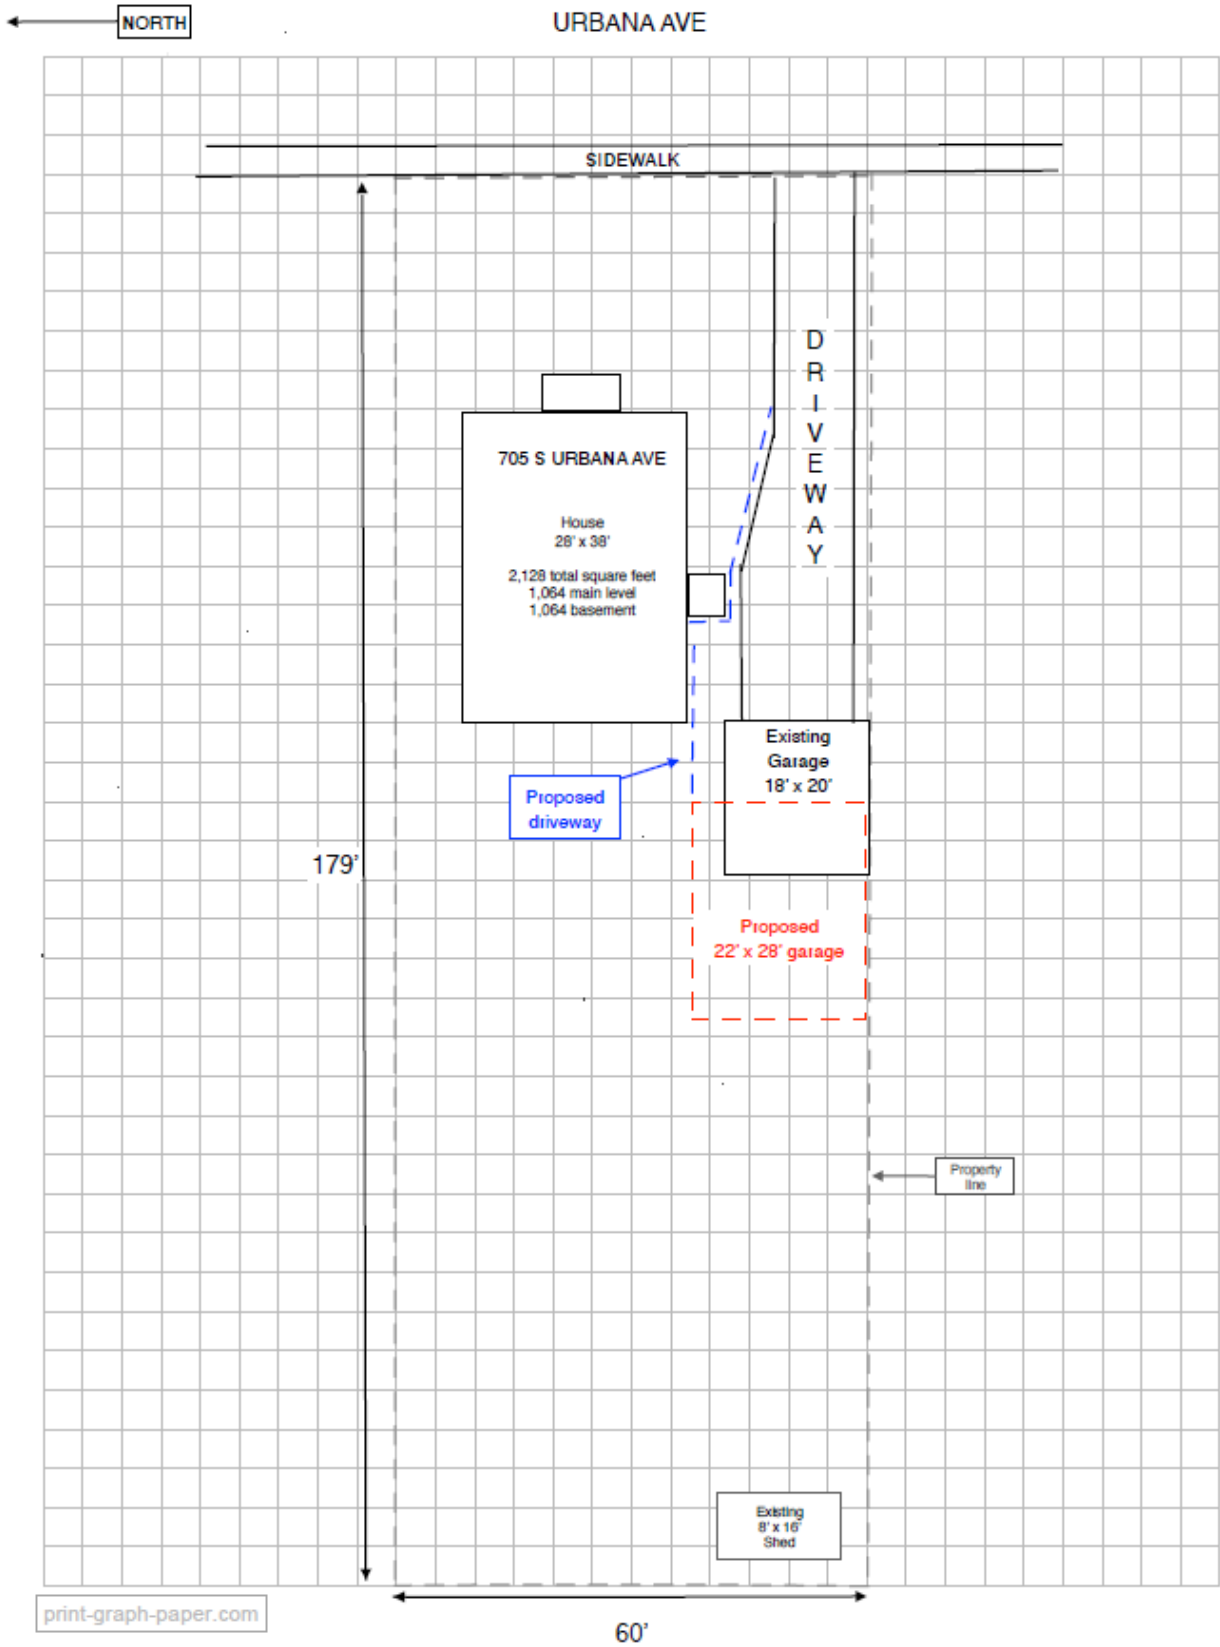 NORTH
URBANA AVE
SIDEWALK
D
R
I
V
E
W
A
Y
705 S URBANA AVE
House
28' x 38'
2,128 total square feet
1,064 main level
1,064 basement
Existing
Garage
18' x 20'
Proposed
driveway
179'
Proposed
22' x 28' garage
Property
line
Existing
8' x 16'
Shed
print-graph-paper.com
60'